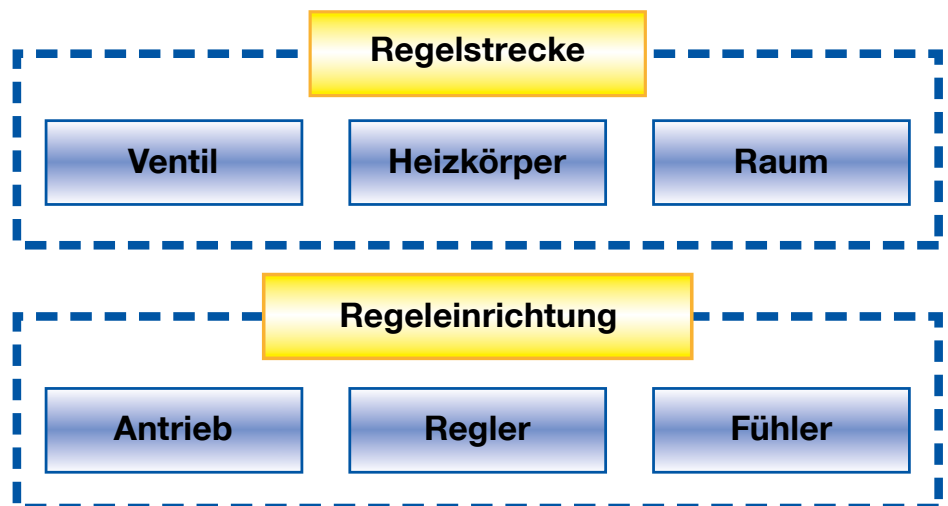 Regelstrecke
Ventil Heizkörper Raum
Regeleinrichtung
Antrieb Regler Fühler